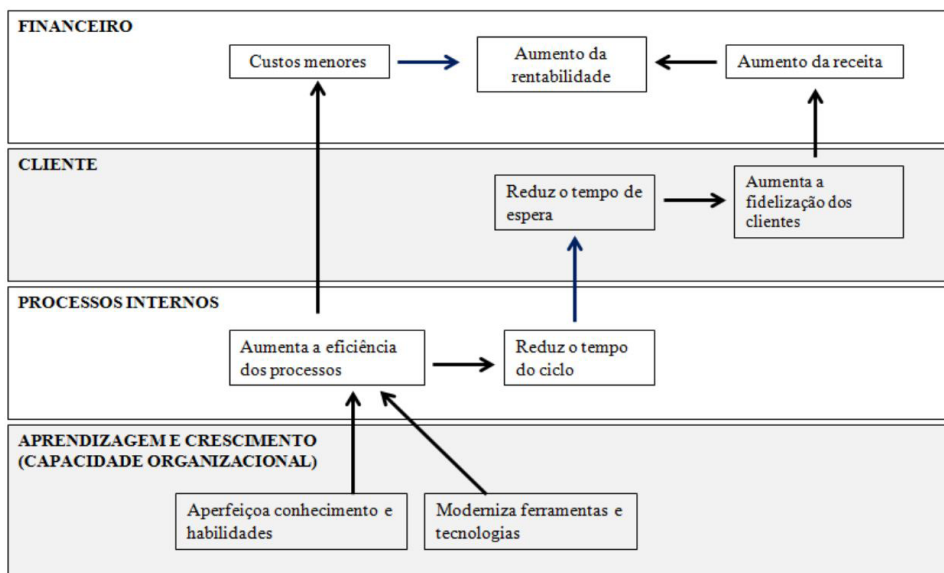 FINANCEIRO
Custos menores
Aumento da
rentabilidade
Aumento da receita
CLIENTE
Reduz o tempo de
espera
Aumenta a
fidelização dos
clientes
PROCESSOS INTERNOS
Aumenta a eficiência
dos processos
Reduz o tempo
do ciclo
APRENDIZAGEM E CRESCIMENTO
(CAPACIDADE ORGANIZACIONAL)
Aperfeiçoa conhecimento e
habilidades
Moderniza ferramentas e
tecnologias